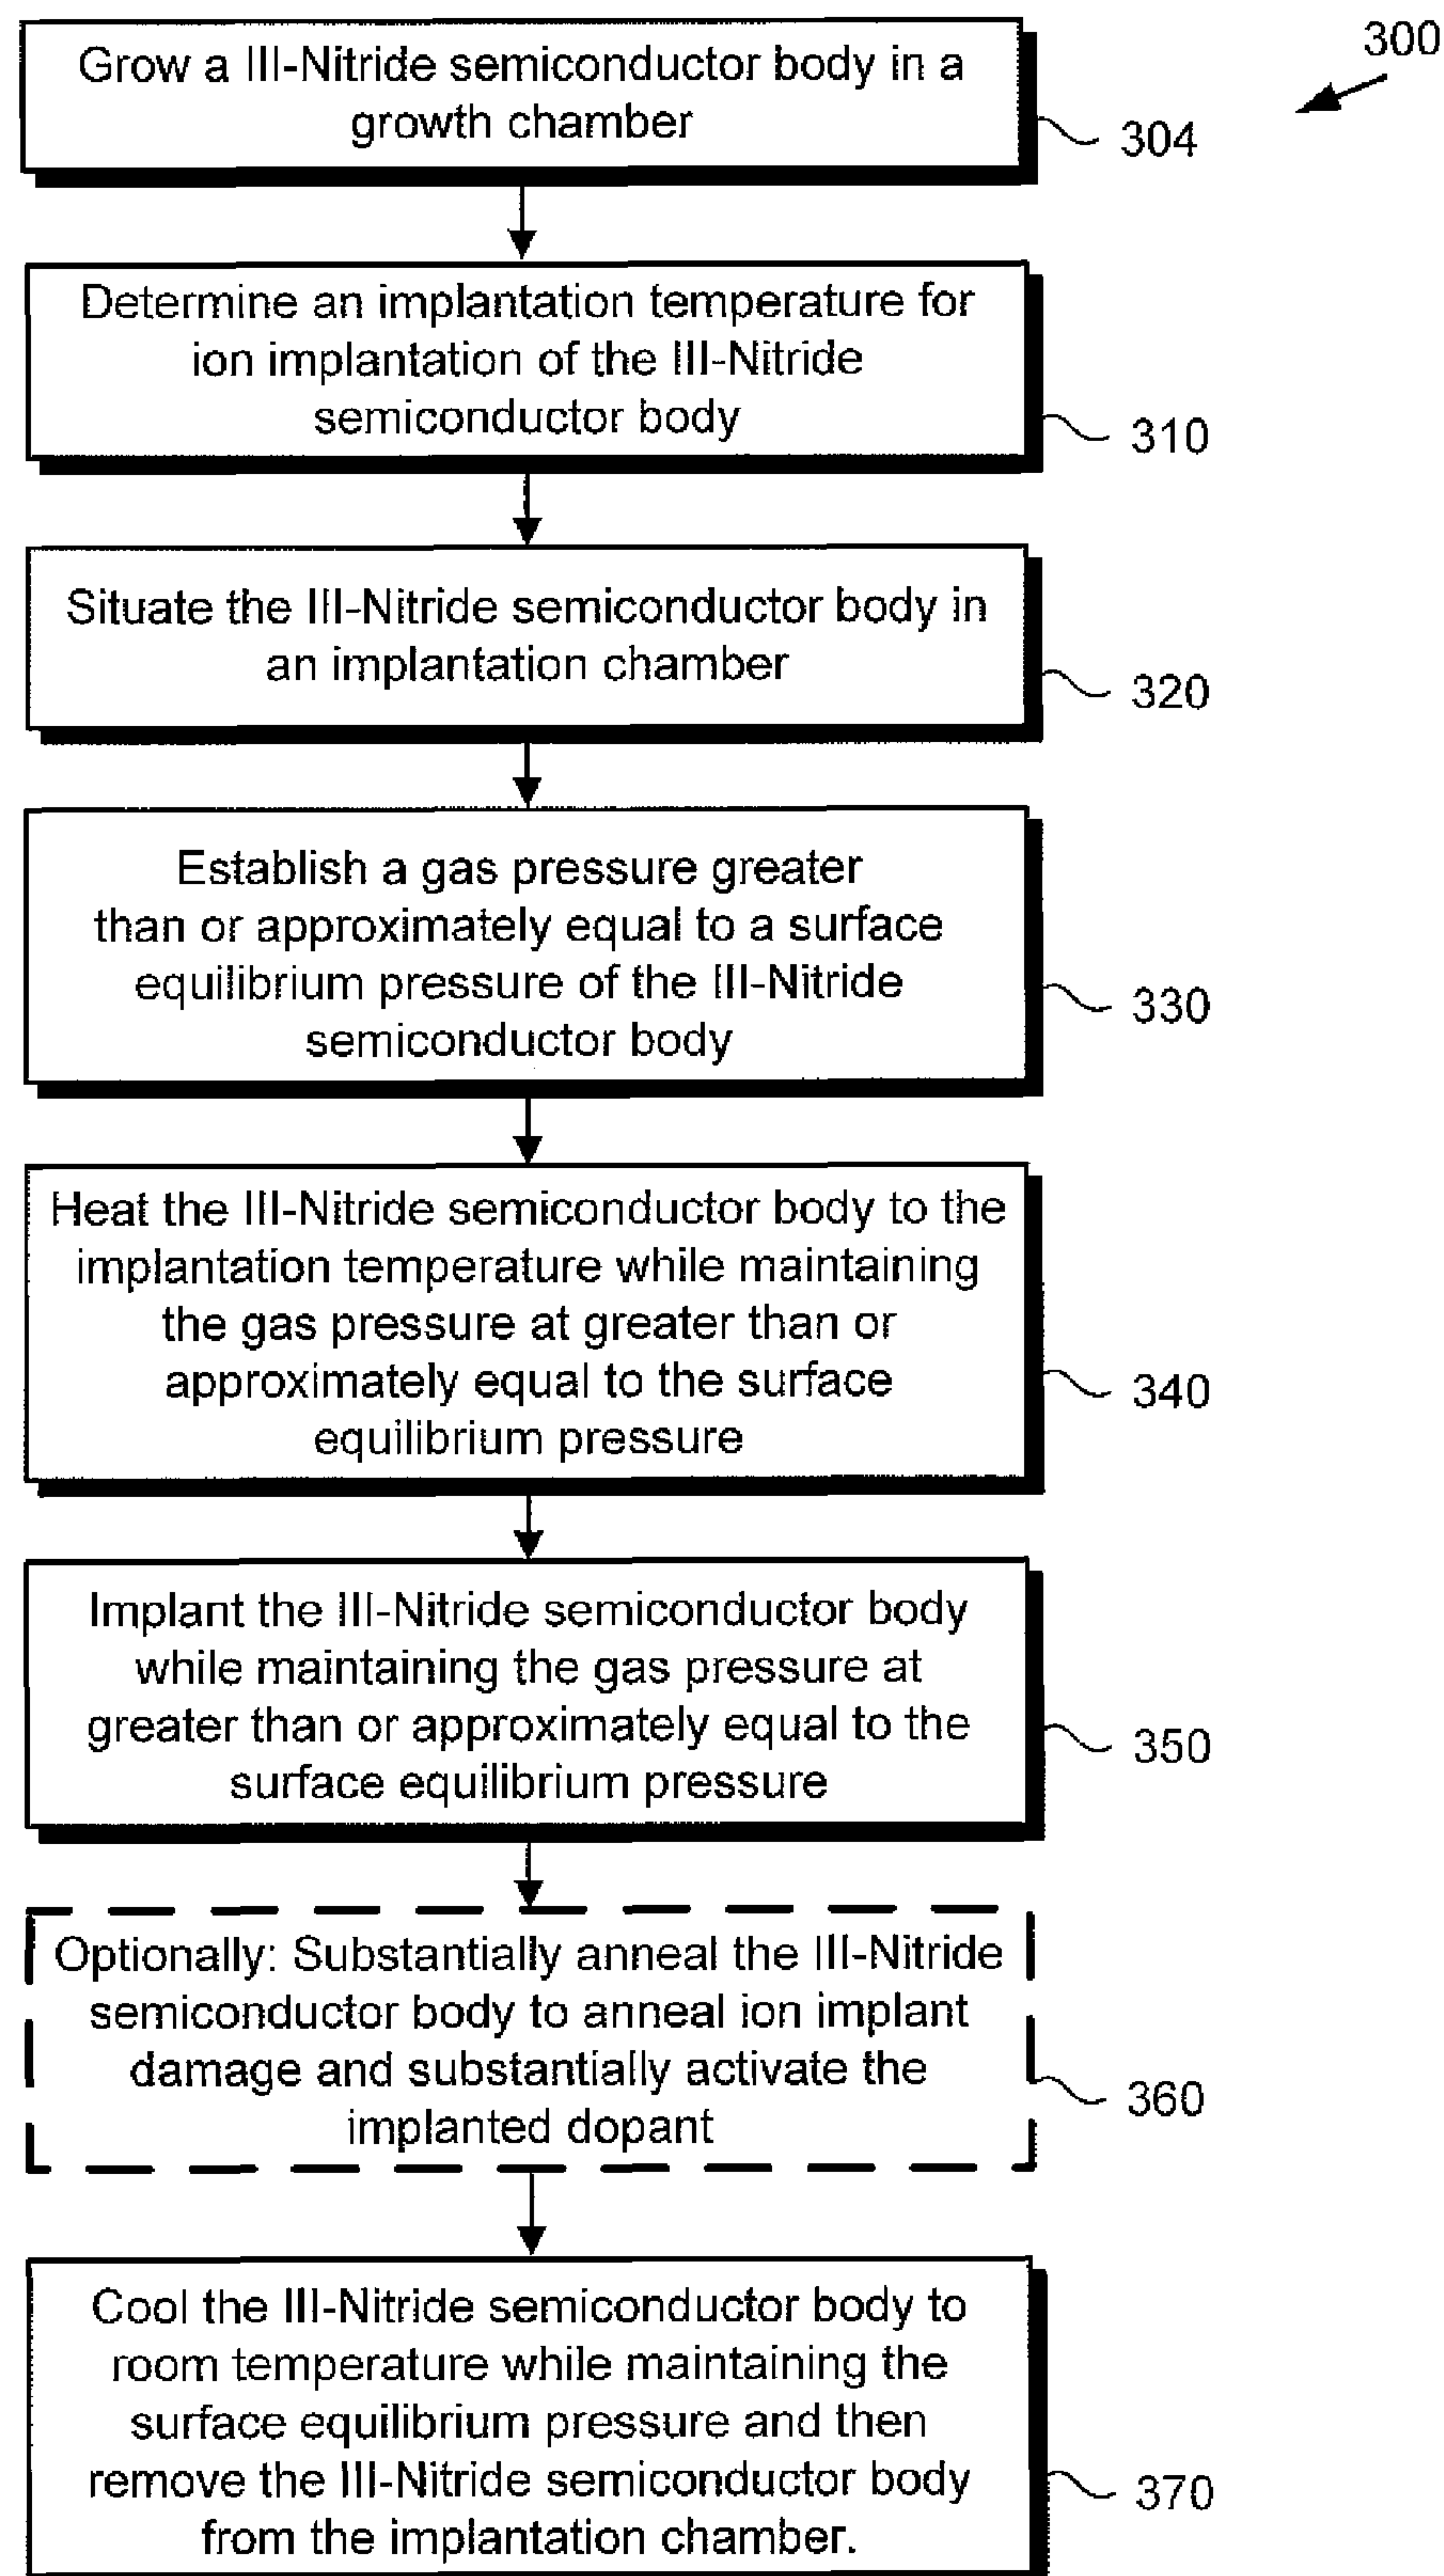 300
Grow a III-Nitride semiconductor body in a
growth chamber
304
Determine an implantation temperature for
ion implantation of the III-Nitride
semiconductor body
310
Situate the III-Nitride semiconductor body in
an implantation chamber
320
Establish a gas pressure greater
than or approximately equal to a surface
equilibrium pressure of the III-Nitride
semiconductor body
330
Heat the III-Nitride semiconductor body to the
implantation temperature while maintaining
the gas pressure at greater than or
approximately equal to the surface
equilibrium pressure
340
Implant the III-Nitride semiconductor body
while maintaining the gas pressure at
greater than or approximately equal to the
surface equilibrium pressure
350
Optionally: Substantially anneal the III-Nitride
semiconductor body to anneal ion implant
damage and substantially activate the
implanted dopant
360
Cool the III-Nitride semiconductor body to
room temperature while maintaining the
surface equilibrium pressure and then
remove the III-Nitride semiconductor body
from the implantation chamber.
370